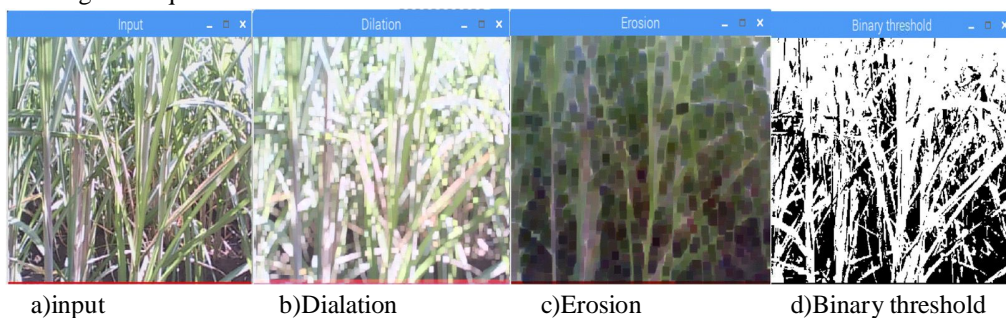 Input
Dilation
Erosion
Binary threshold
a)input
b)Dialation
c)Erosion
d)Binary threshold